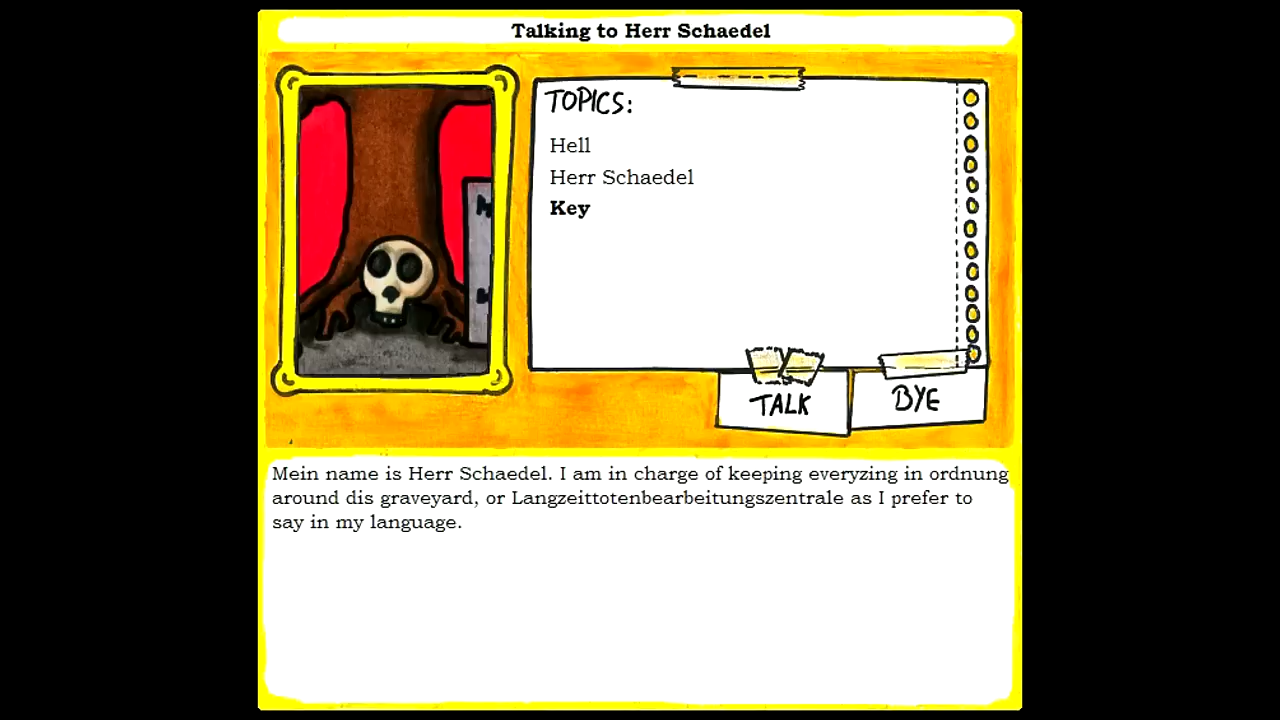 Talking to Herr Schaedel
TOPICS:
Hell
Herr Schaedel
Key
TALK
BYE
Mein name is Herr Schaedel. I am in charge of keeping everyzing in ordnung
around dis graveyard, or Langzeittotenbearbeitungszentrale as I prefer to
say in my language.